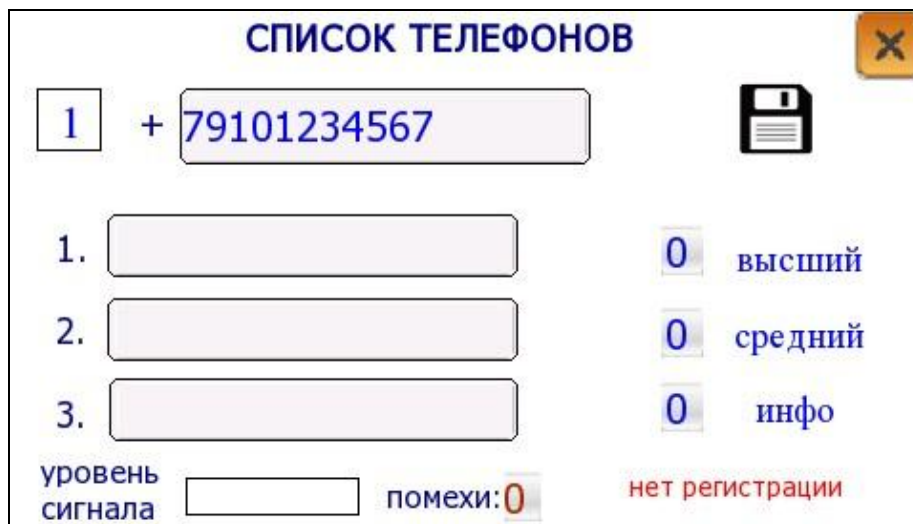 СПИСОК ТЕЛЕФОНОВ
1 + 79101234567
1. 0 высший
2. 0 средний
3. 0 инфо
уровень
сигнала помехи: 0 нет регистрации